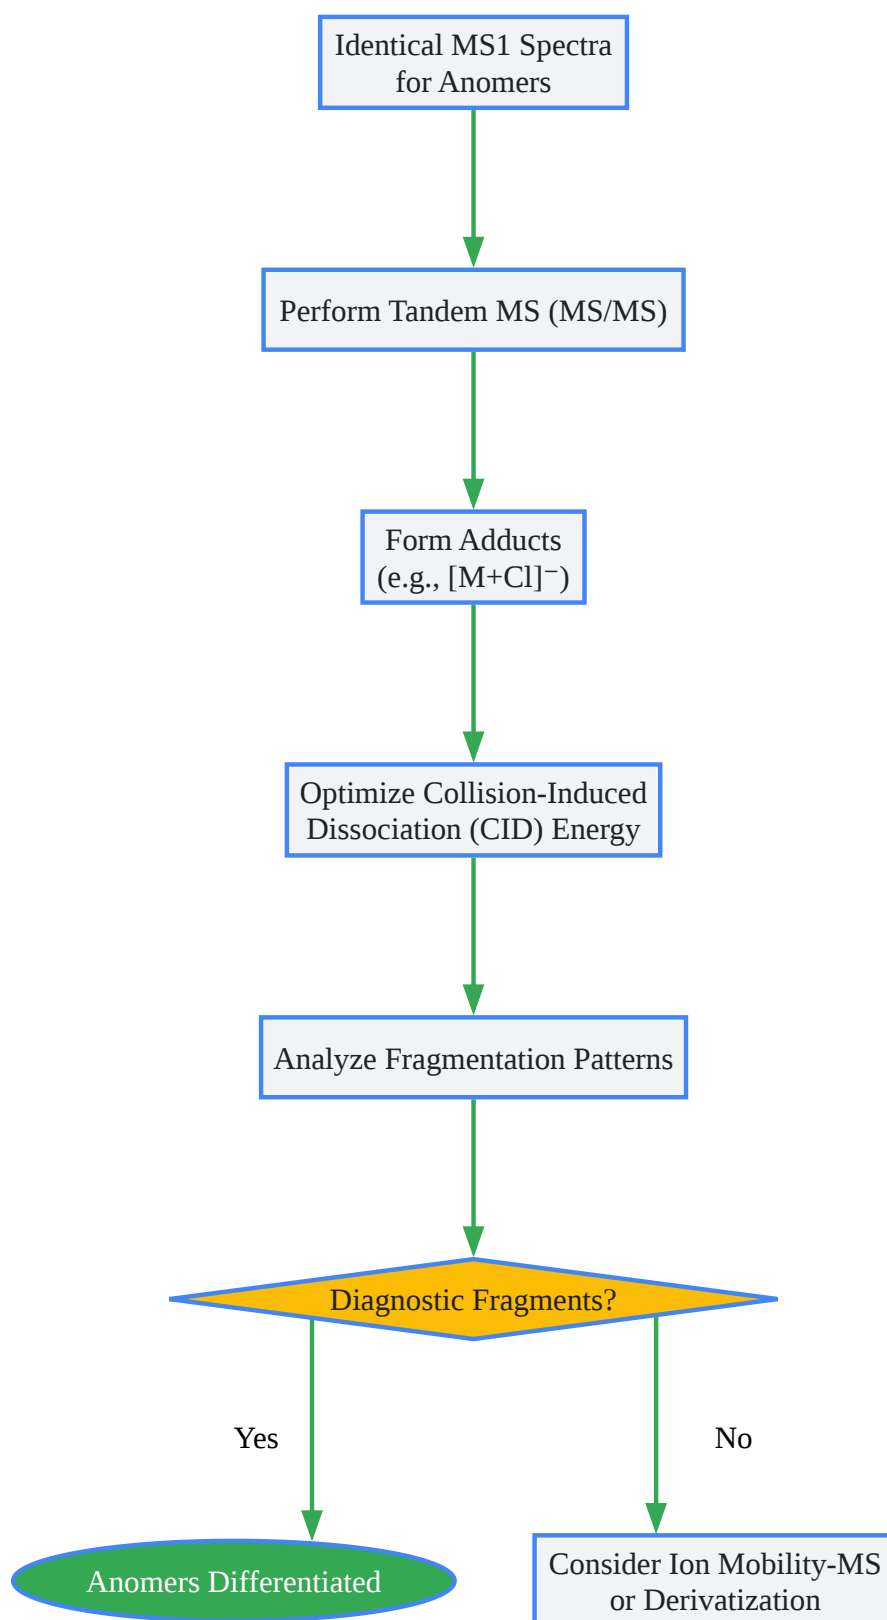 Identical MS1 Spectra
for Anomers
Perform Tandem MS (MS/MS)
Form Adducts
(e.g., [M+Cl]⁻)
Optimize Collision-Induced
Dissociation (CID) Energy
Analyze Fragmentation Patterns
Diagnostic Fragments?
Yes
No
Anomers Differentiated
Consider Ion Mobility-MS
or Derivatization